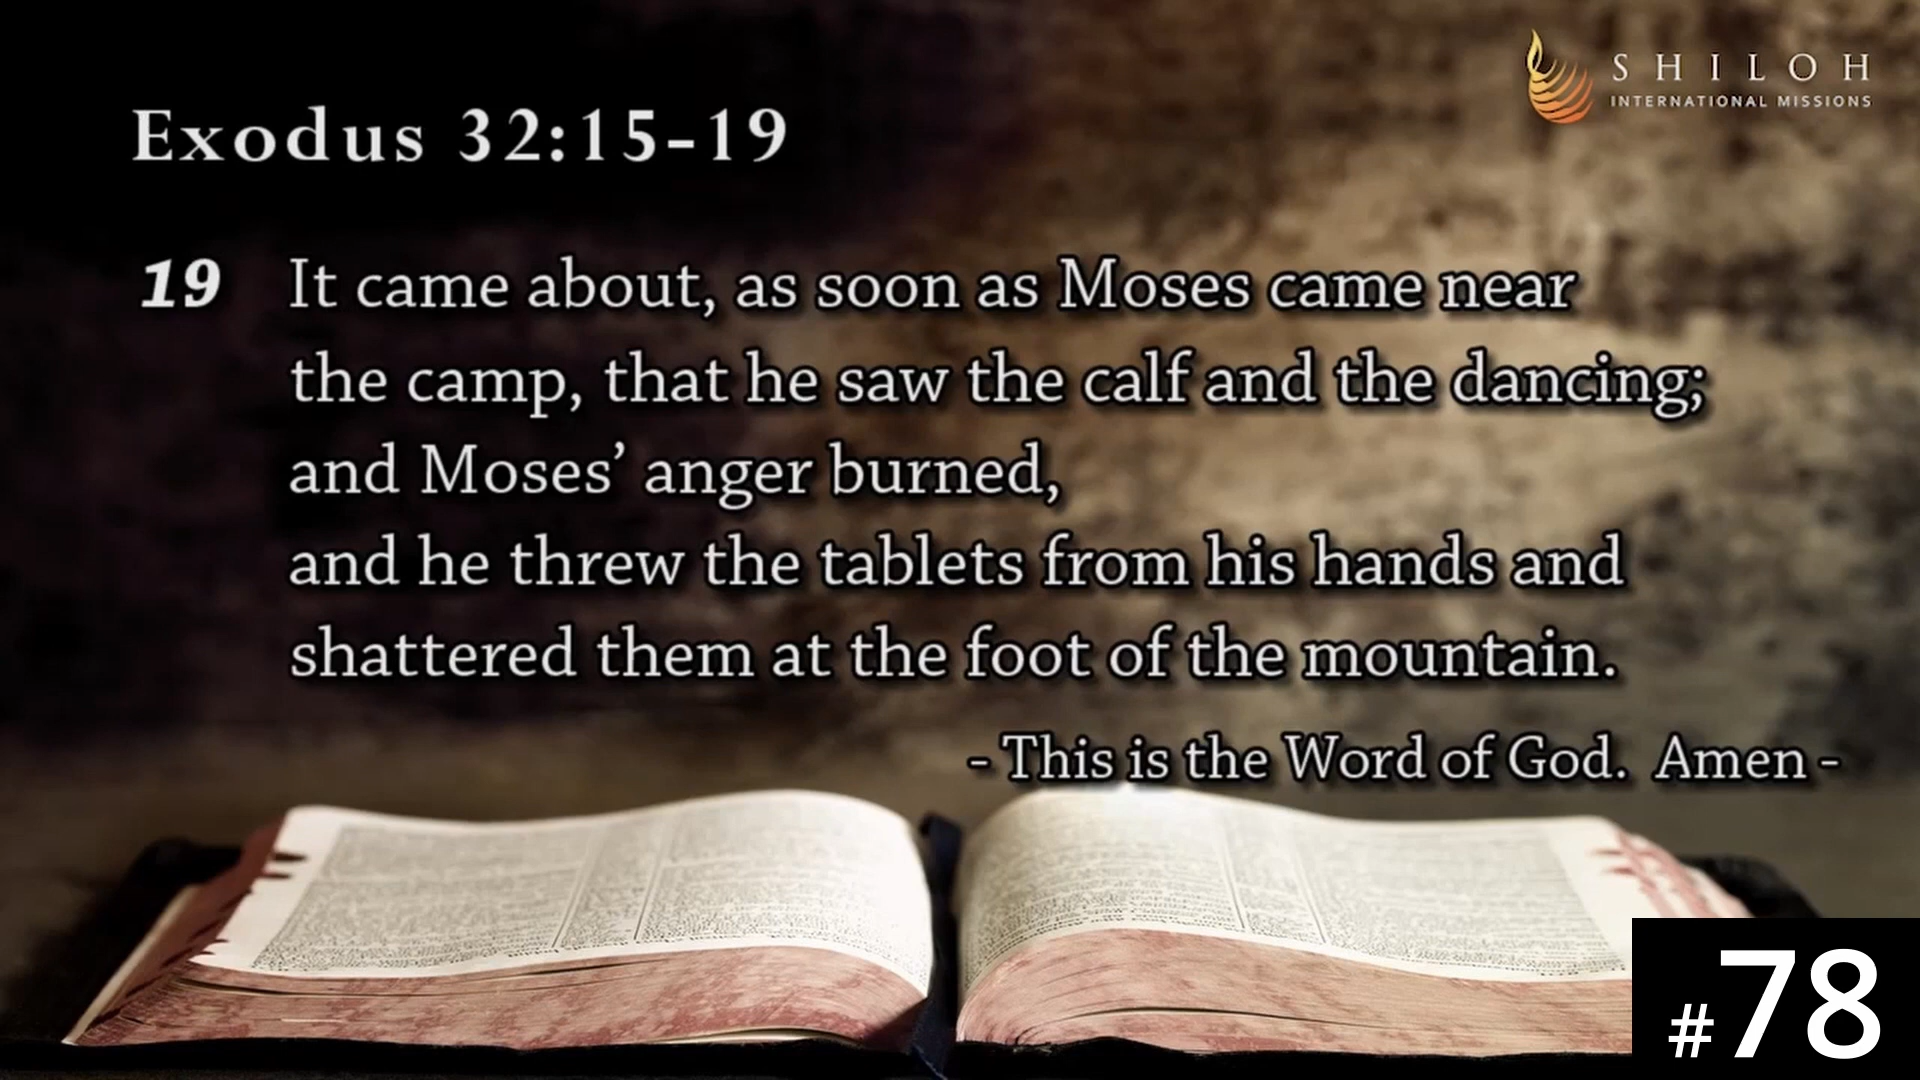 SHILOH
INTERNATIONAL MISSIONS
Exodus 32:15-19
19 It came about, as soon as Moses came near
the camp, that he saw the calf and the dancing;
and Moses’ anger burned,
and he threw the tablets from his hands and
shattered them at the foot of the mountain.
- This is the Word of God. Amen -
#78